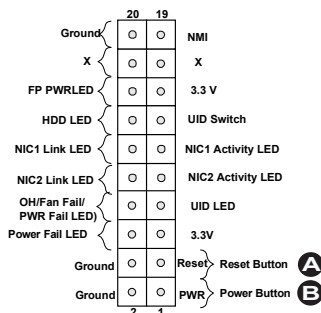 20 19
Ground NMI
X X
FP PWRLED 3.3 V
HDD LED UID Switch
NIC1 Link LED NIC1 Activity LED
NIC2 Link LED NIC2 Activity LED
OH/Fan Fail/
PWR Fail LED) UID LED
Power Fail LED 3.3V
Ground Reset Reset Button A
Ground PWR Power Button B
2 1